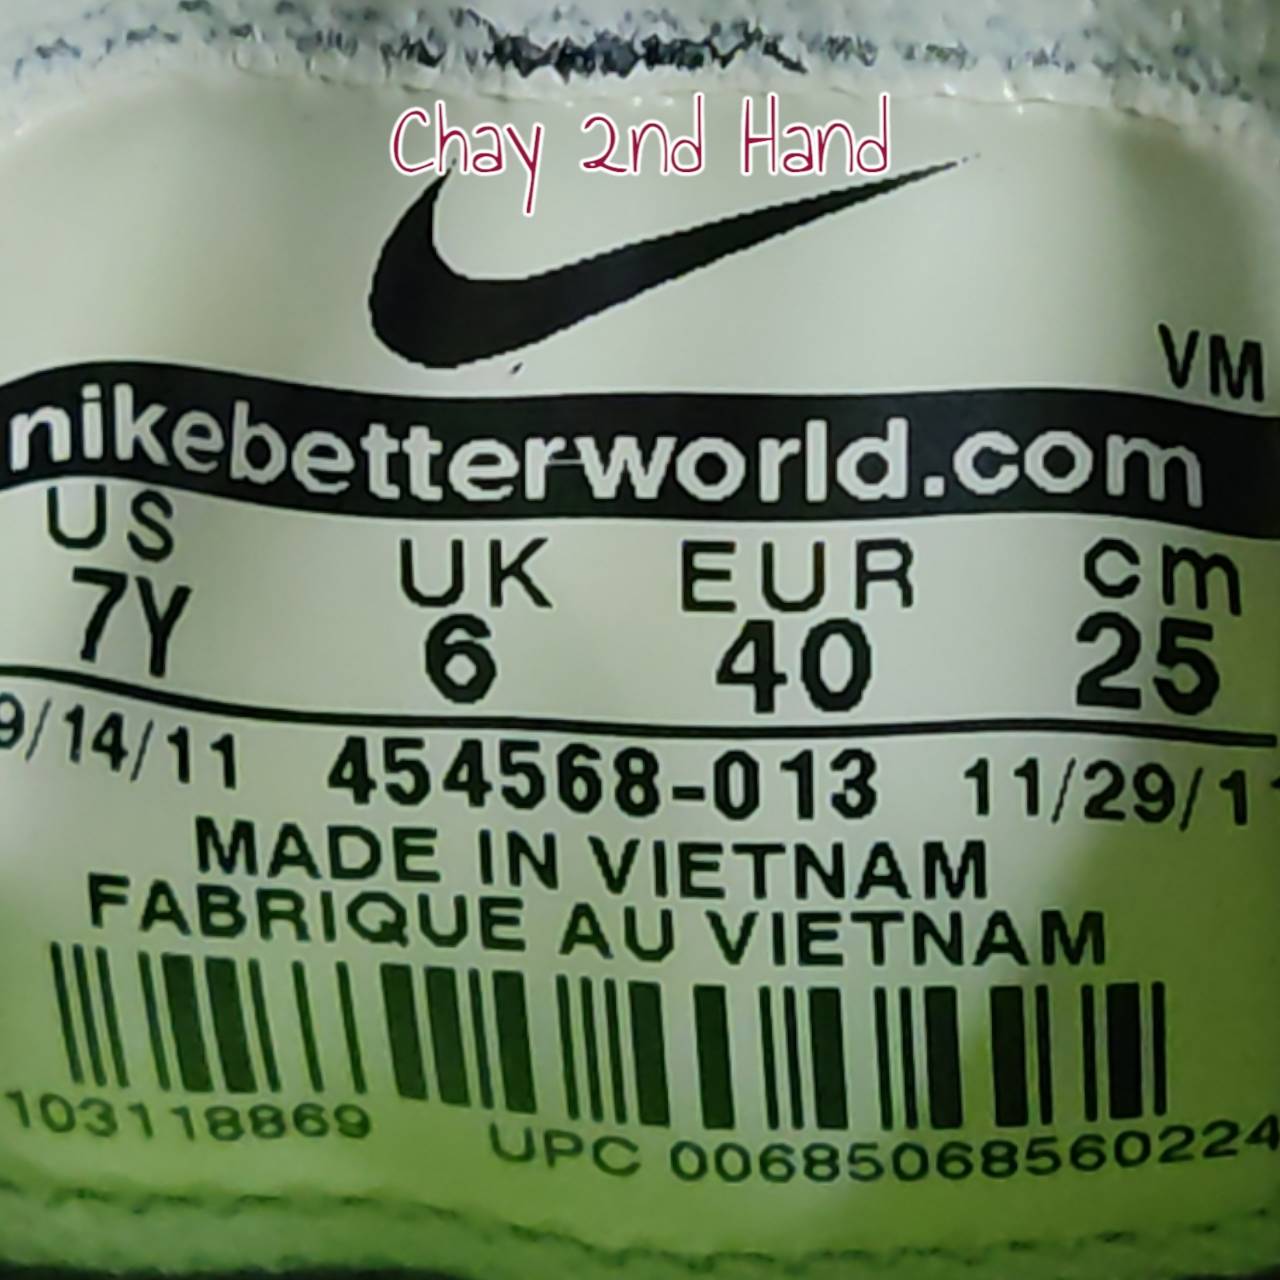 Chay 2nd Hand
VM
nikebetterworld.com
US UK EUR cm
7Y 6 40 25
9/14/11 454568-013 11/29/1
MADE IN VIETNAM
FABRIQUE AU VIETNAM
103118869
UPC 00685068560224